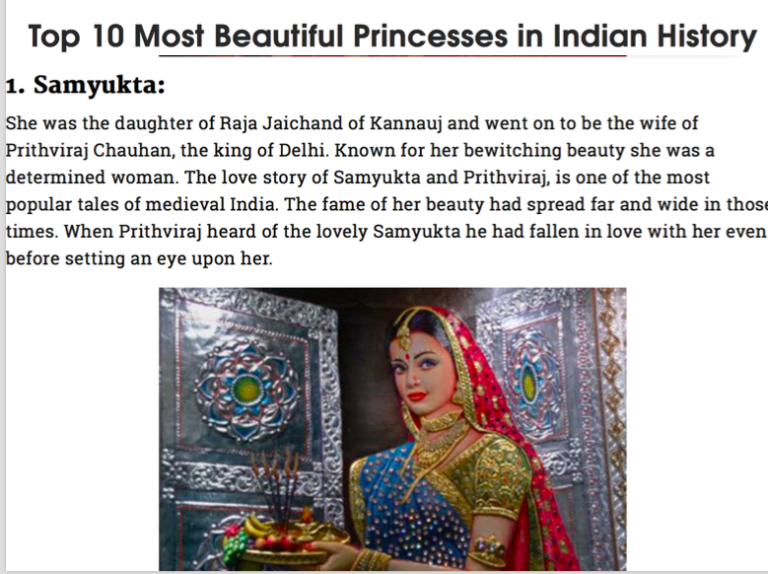 Top 10 Most Beautiful Princesses in Indian History
1. Samyukta:
She was the daughter of Raja Jaichand of Kannauj and went on to be the wife of
Prithviraj Chauhan, the king of Delhi. Known for her bewitching beauty she was a
determined woman. The love story of Samyukta and Prithviraj, is one of the most
popular tales of medieval India. The fame of her beauty had spread far and wide in those
times. When Prithviraj heard of the lovely Samyukta he had fallen in love with her even
before setting an eye upon her.